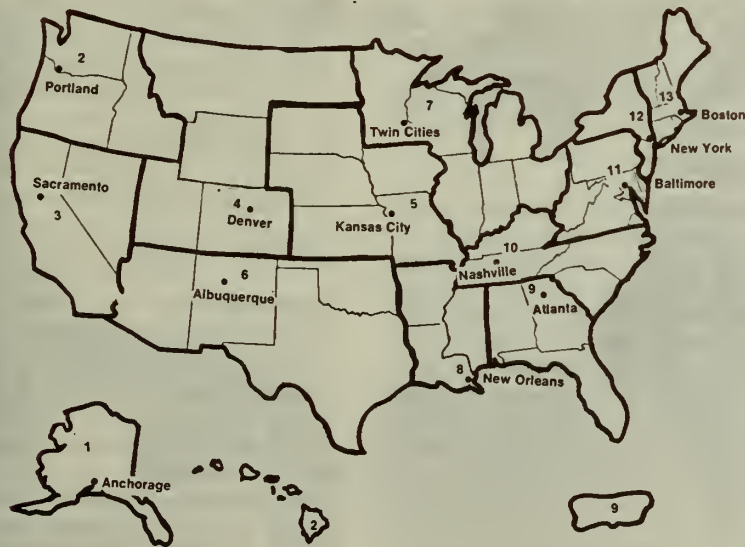 2
Portland
Sacramento
3
4
Denver
5
Kansas City
6
Albuquerque
7
Twin Cities
13
Boston
12
New York
11
Baltimore
10
Nashville
9
Atlanta
8
New Orleans
1
Anchorage
2
9